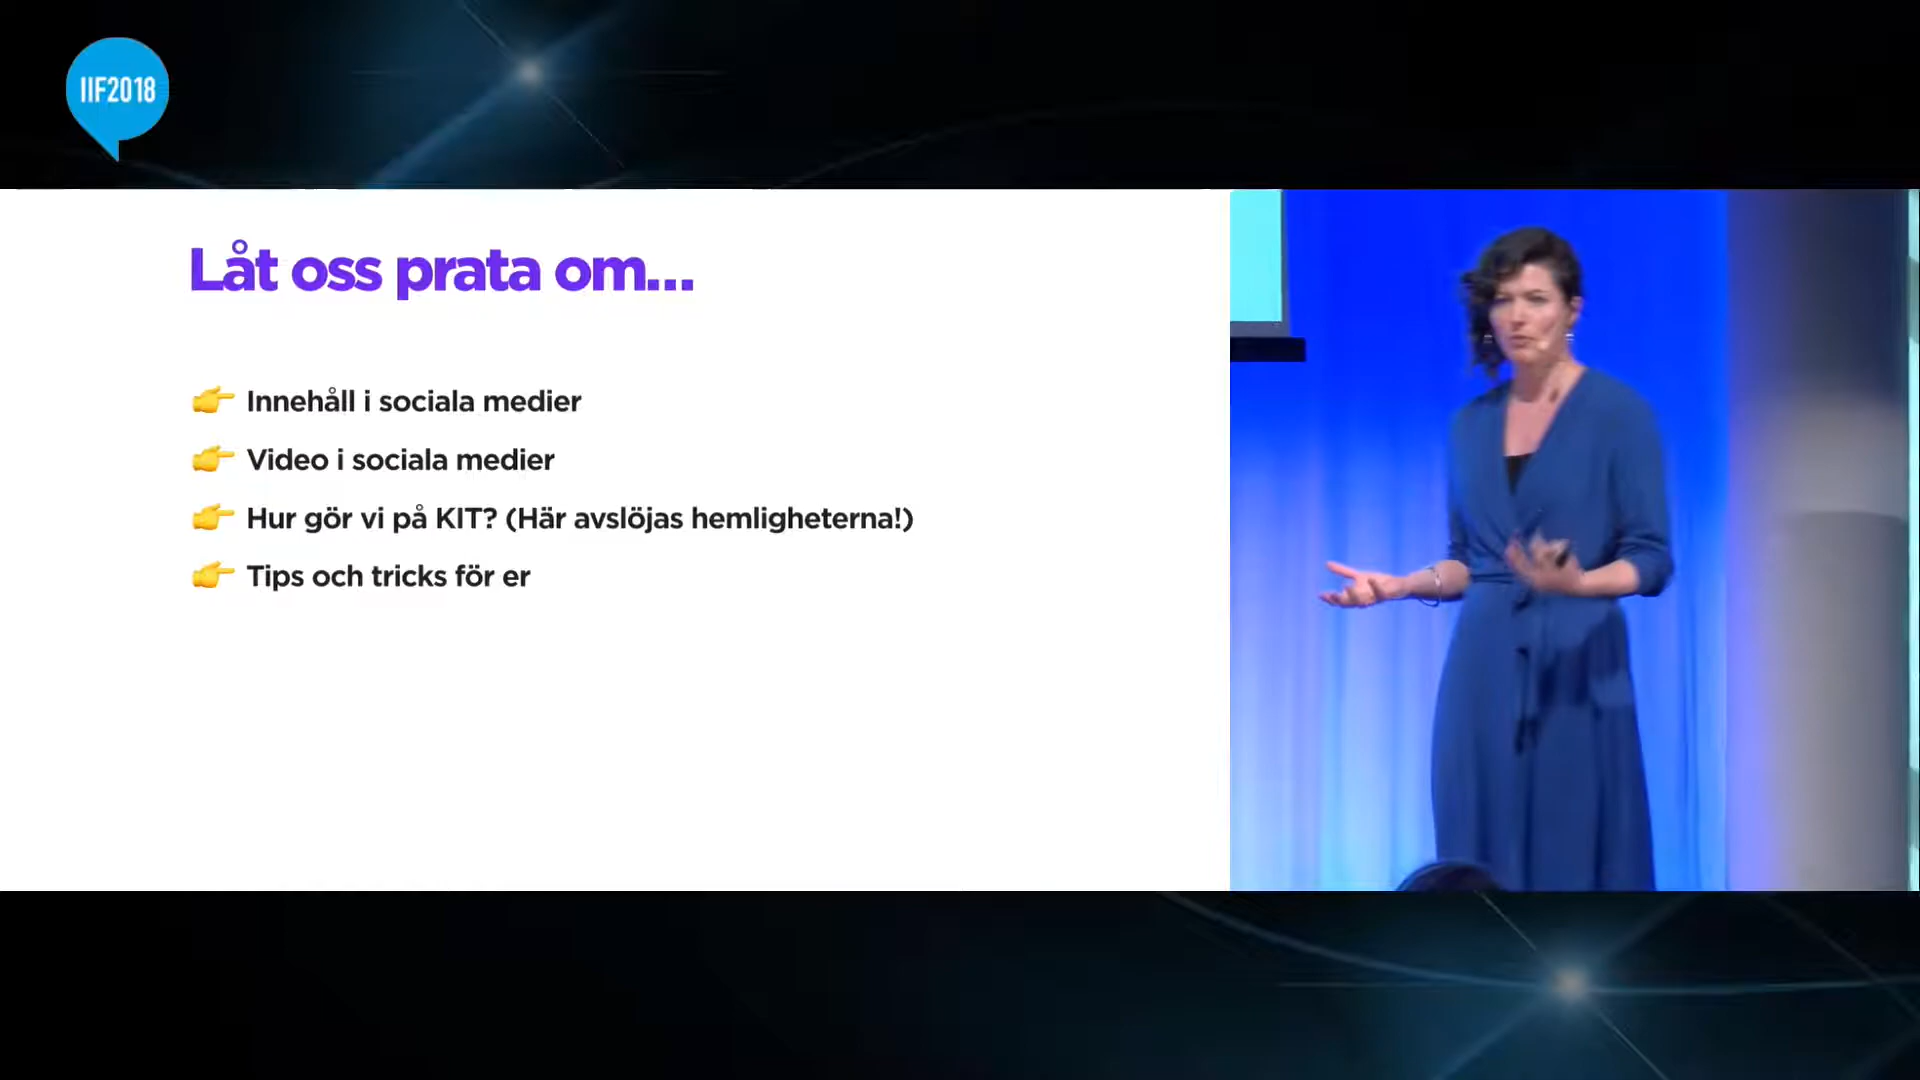 IIF2018
Låt oss prata om...
👉 Innehåll i sociala medier
👉 Video i sociala medier
👉 Hur gör vi på KIT? (Här avslöjas hemligheterna!)
👉 Tips och tricks för er